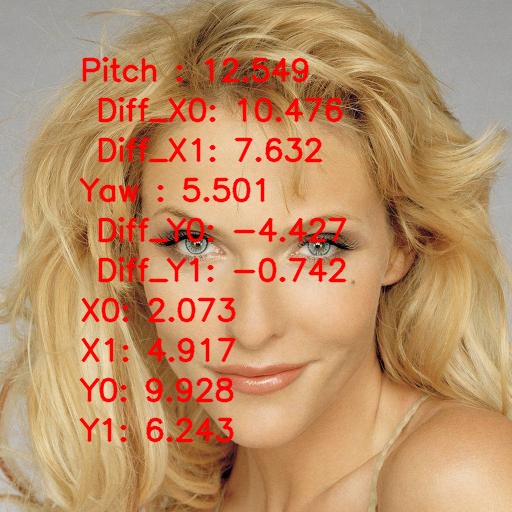 Pitch : 12.549
Diff_X0: 10.476
Diff_X1: 7.632
Yaw : 5.501
Diff_Y0: −4.427
Diff_Y1: −0.742
X0: 2.073
X1: 4.917
Y0: 9.928
Y1: 6.243